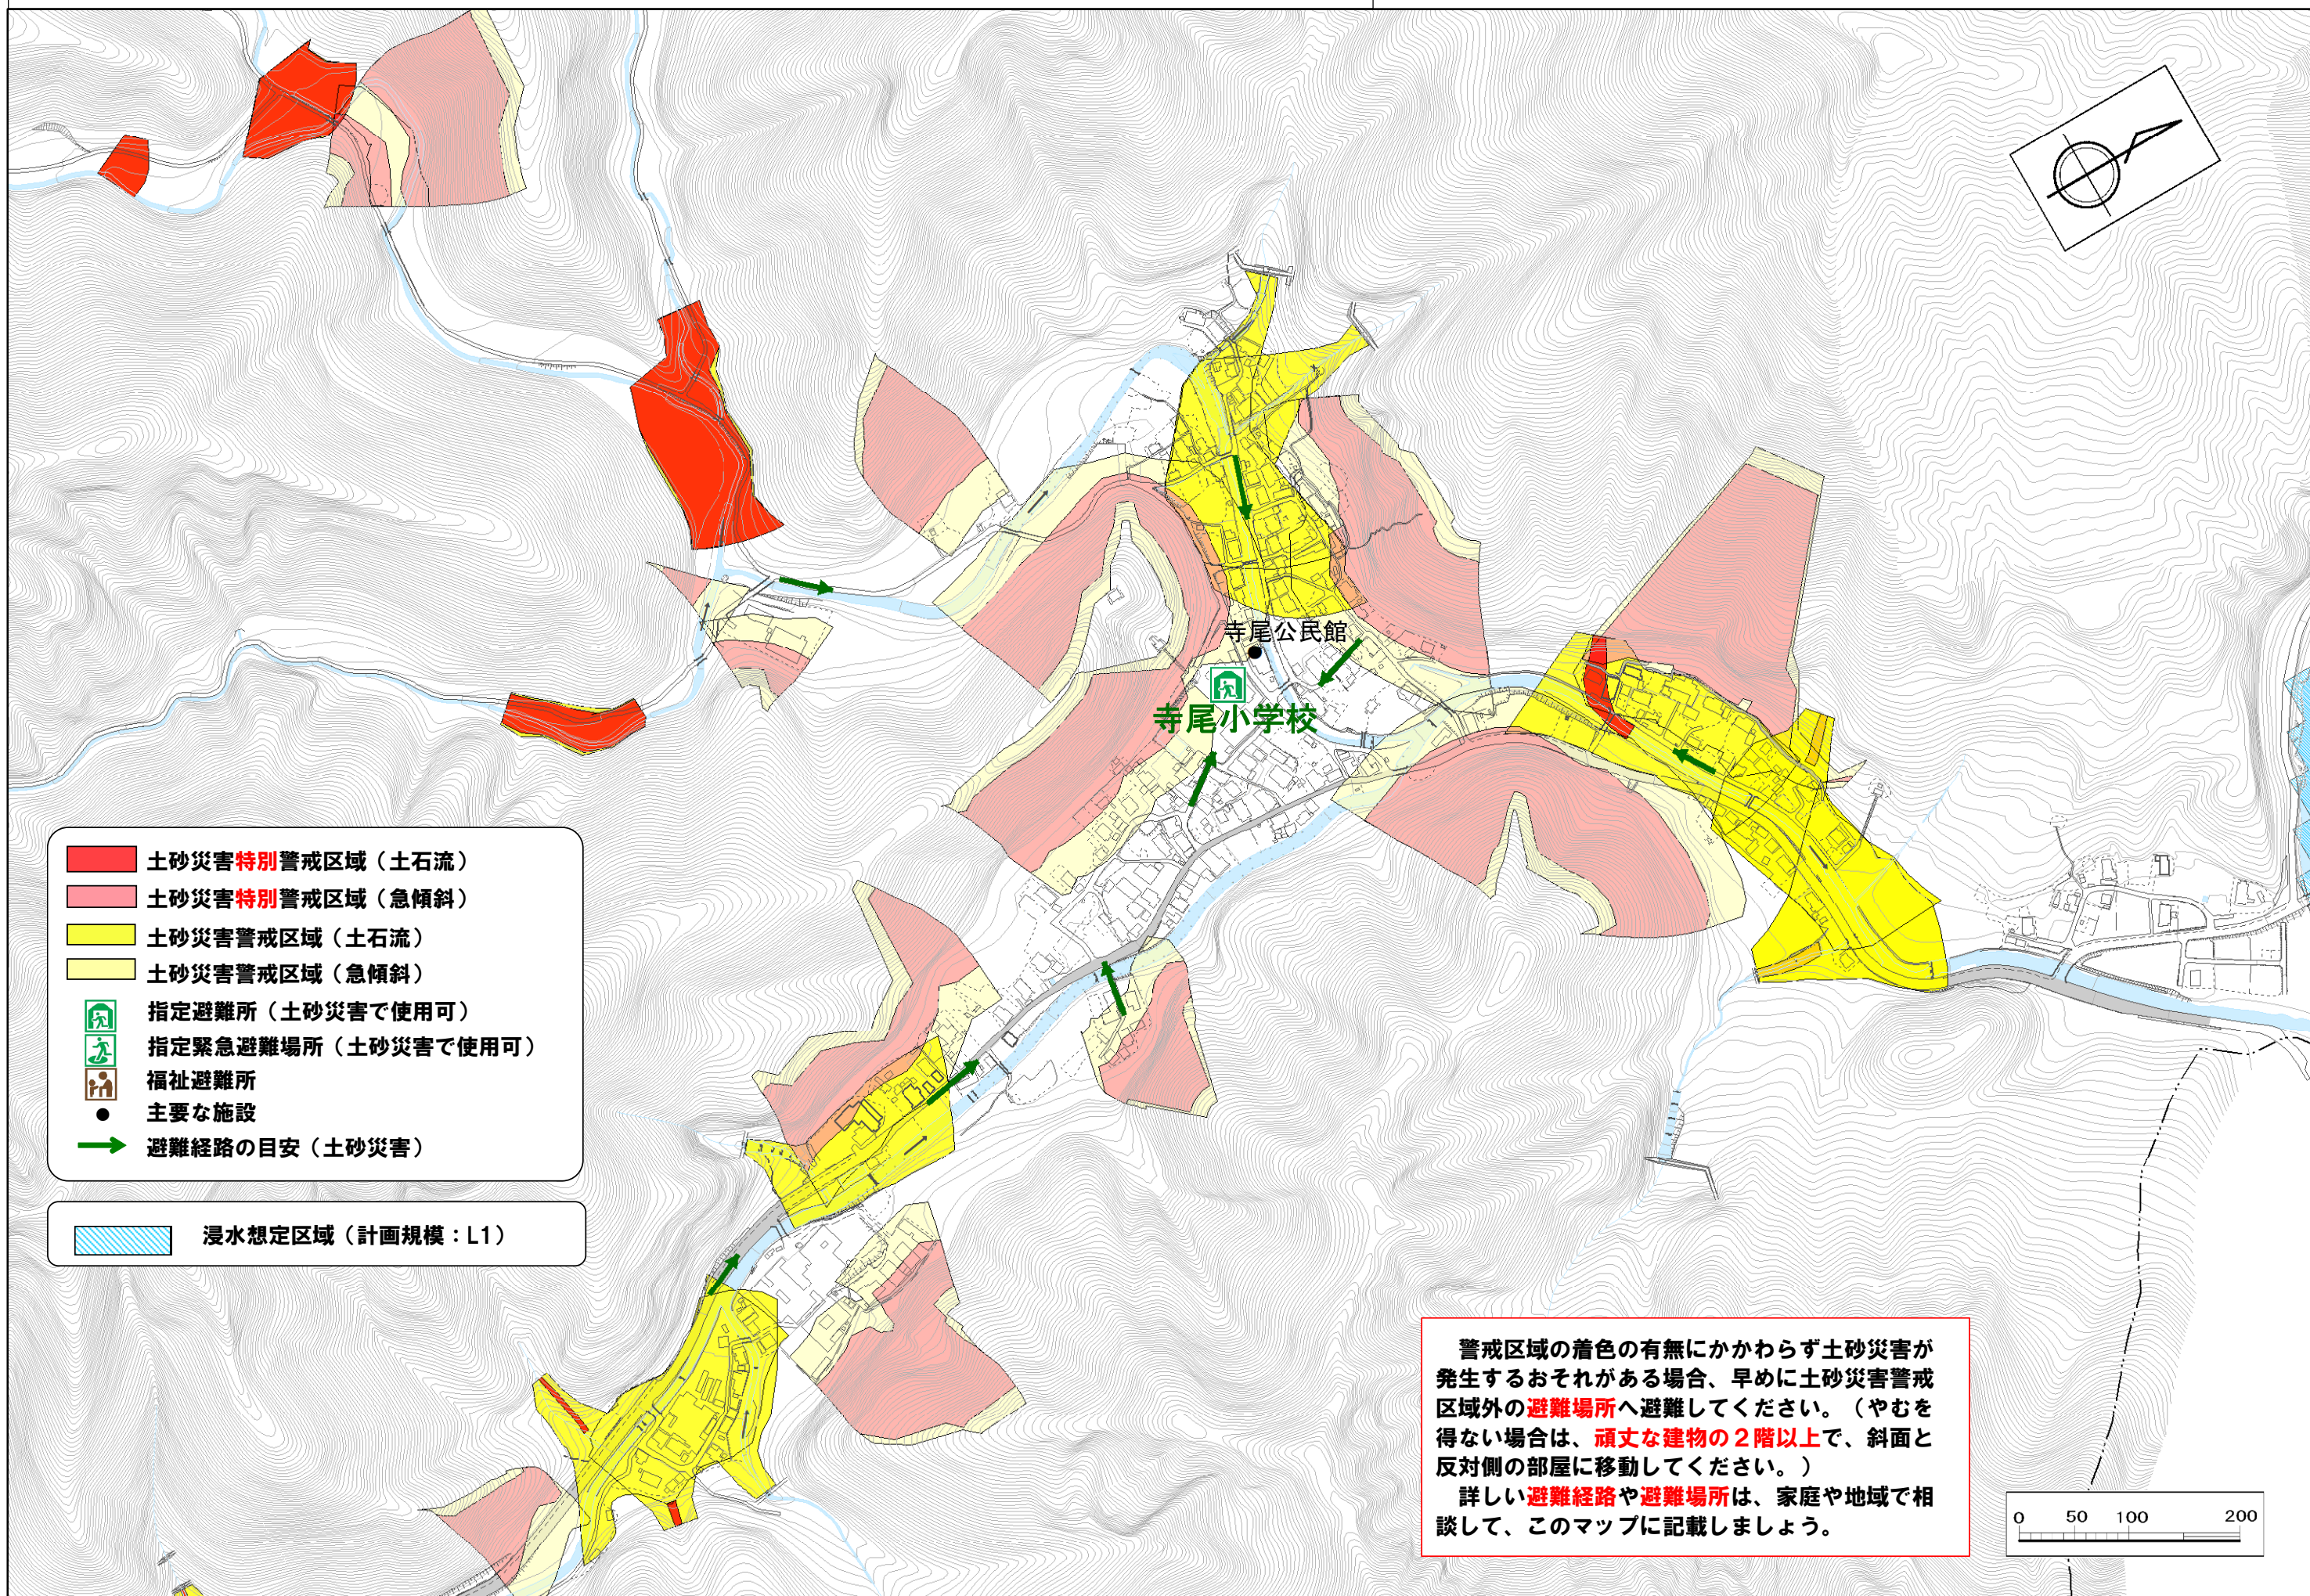 寺尾公民館
寺尾小学校
土砂災害特別警戒区域（土石流）
土砂災害特別警戒区域（急傾斜）
土砂災害警戒区域（土石流）
土砂災害警戒区域（急傾斜）
指定避難所（土砂災害で使用可）
指定緊急避難場所（土砂災害で使用可）
福祉避難所
主要な施設
避難経路の目安（土砂災害）
浸水想定区域（計画規模：L1）
警戒区域の着色の有無にかかわらず土砂災害が
発生するおそれがある場合、早めに土砂災害警戒
区域外の避難場所へ避難してください。（やむを
得ない場合は、頑丈な建物の２階以上で、斜面と
反対側の部屋に移動してください。）
詳しい避難経路や避難場所は、家庭や地域で相
談して、このマップに記載しましょう。
0 50 100 200